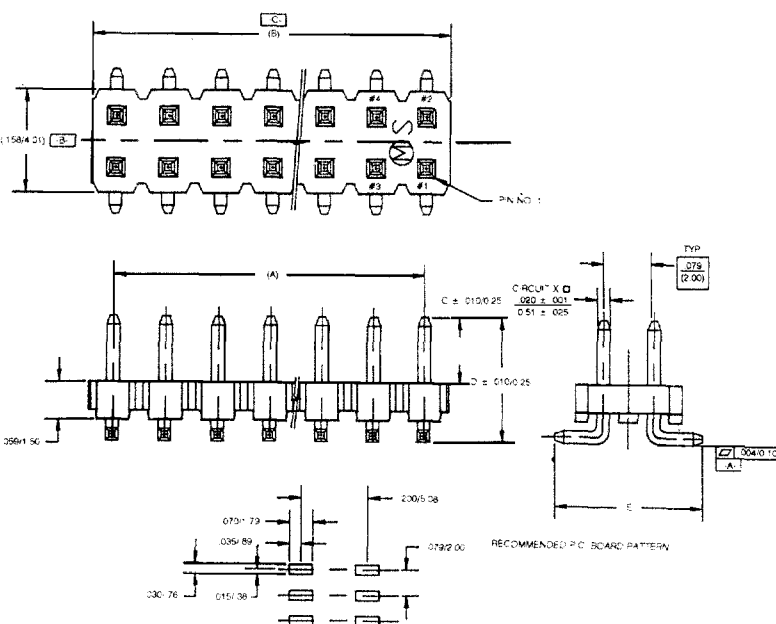 -C-
(B)
#4 #2
(.158/4.01) -B-
#3 #1
PIN NO. 1
(A)
TYP
.079
(2.00)
C ± .010/0.25
.020 ± .001
0.51 ± .025
D ± .010/0.25
.059/1.50
.004/0.10
-A-
E
.200/5.08
.070/1.79
.035/.89
.079/2.00
RECOMMENDED P.C. BOARD PATTERN
.030/.76
.015/.38